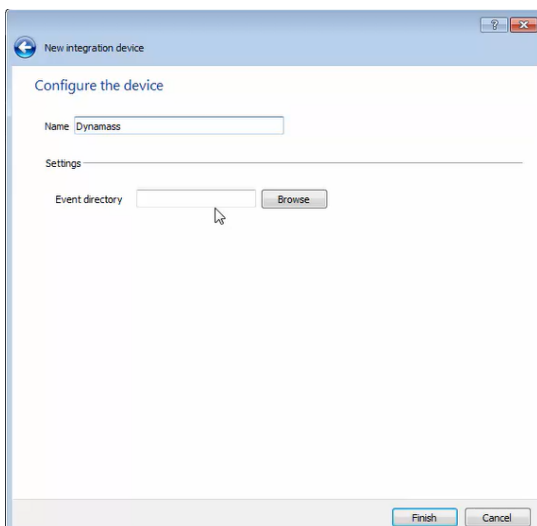 New integration device
Configure the device
Name Dynamass
Settings
Event directory Browse
Finish Cancel